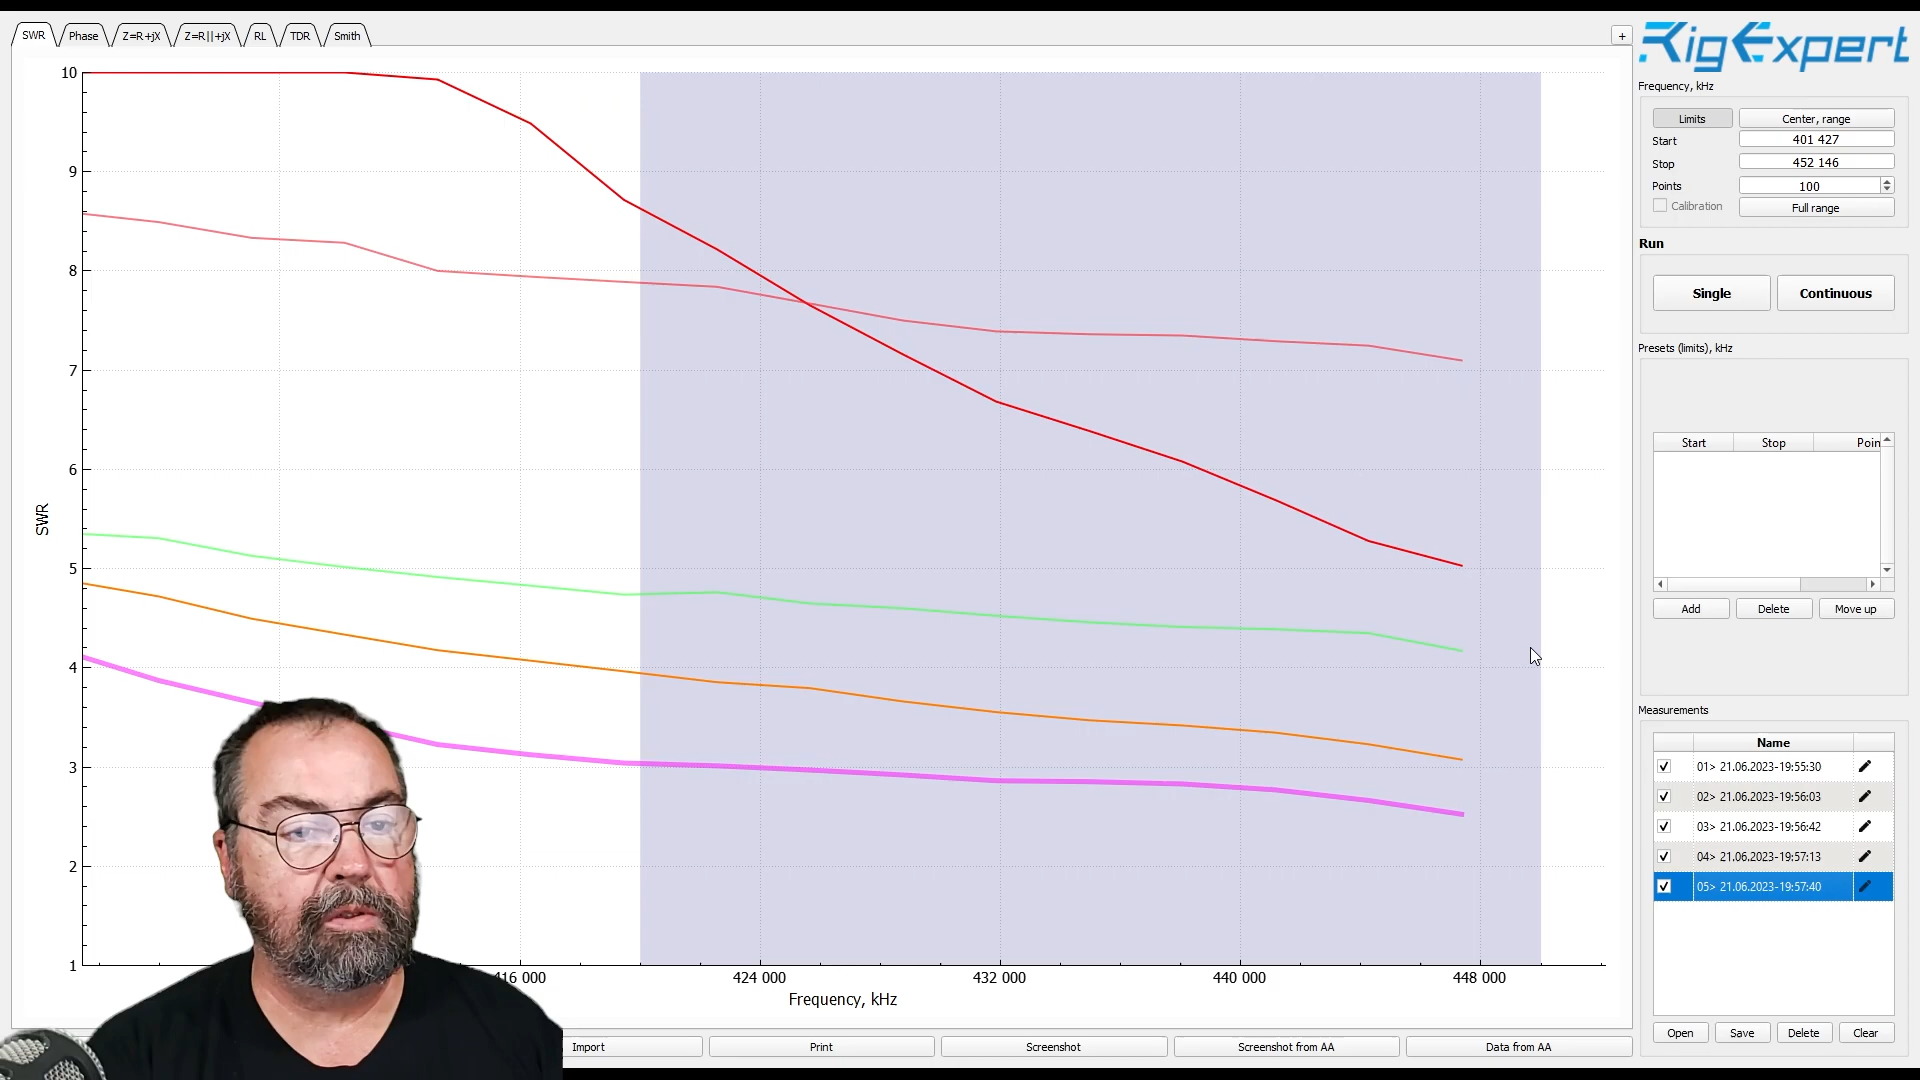 SWR
Phase
Z=R+jX
Z=R||+jX
RL
TDR
Smith
+
RigExpert
Frequency, kHz
Limits
Center, range
Start
401 427
Stop
452 146
Points
100
Calibration
Full range
Run
Single
Continuous
Presets (limits), kHz
Start
Stop
Poin
Add
Delete
Move up
Measurements
Name
01> 21.06.2023-19:55:30
02> 21.06.2023-19:56:03
03> 21.06.2023-19:56:42
04> 21.06.2023-19:57:13
05> 21.06.2023-19:57:40
Open
Save
Delete
Clear
10
9
8
7
6
5
4
3
2
1
SWR
416 000
424 000
432 000
440 000
448 000
Frequency, kHz
Import
Print
Screenshot
Screenshot from AA
Data from AA